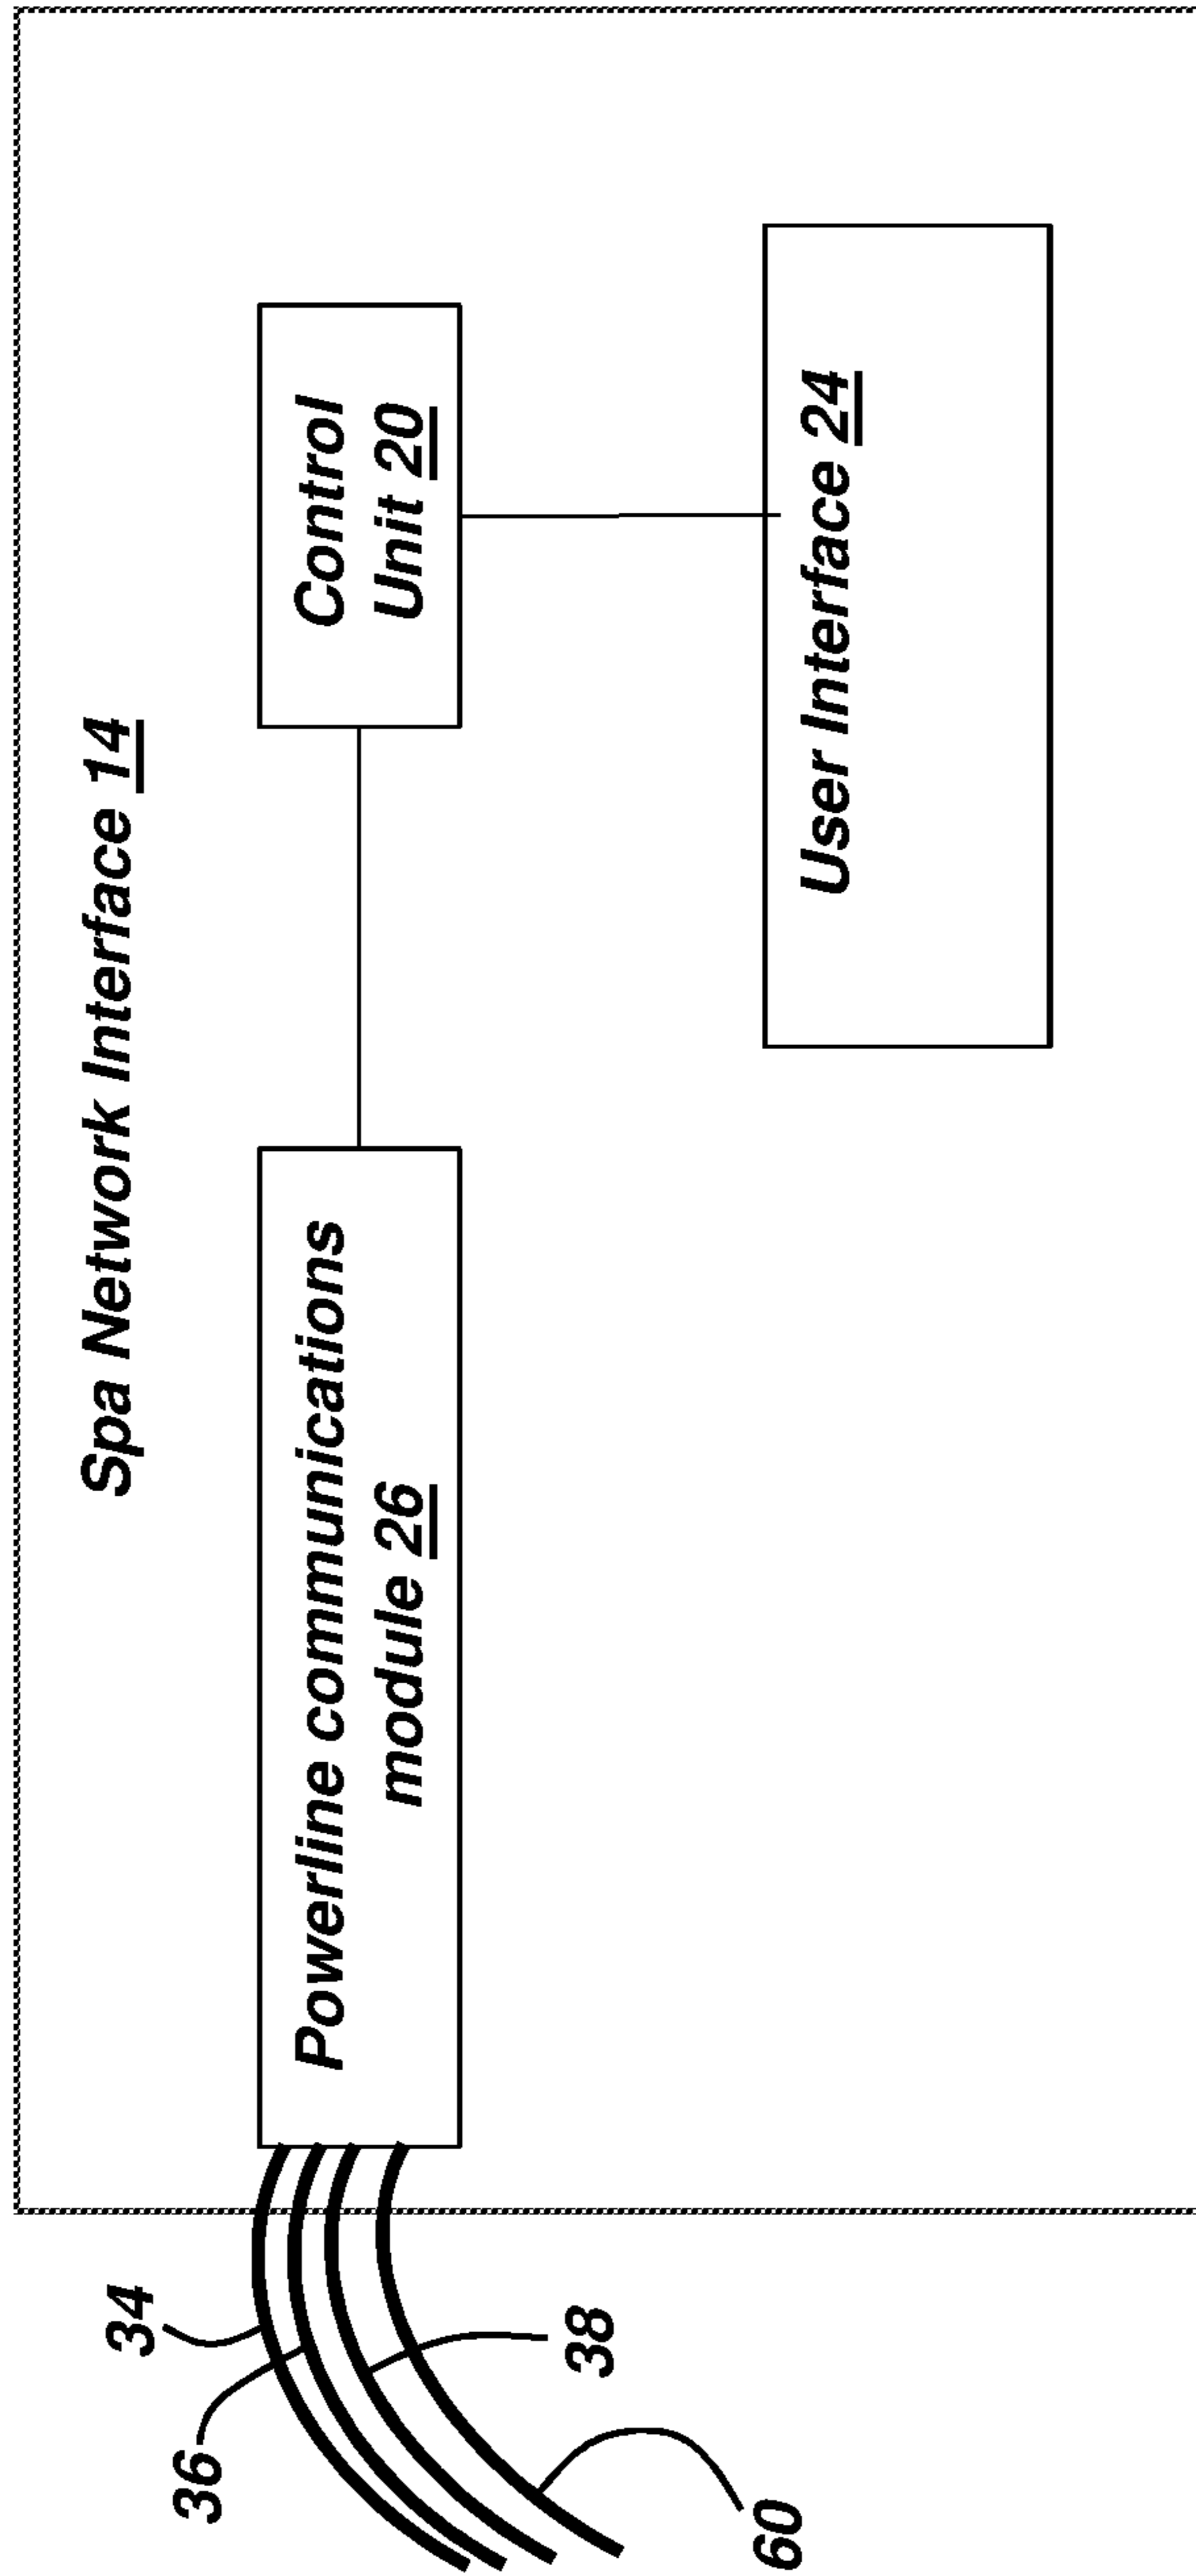 Spa Network Interface 14
34
36
38
60
Powerline communications
module 26
Control
Unit 20
User Interface 24